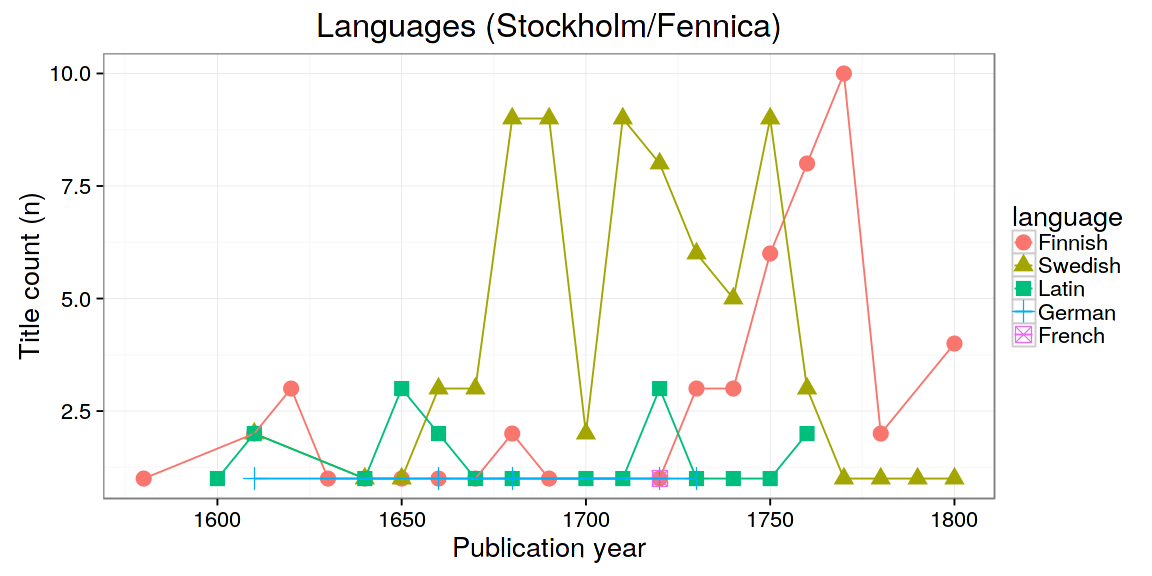 Languages (Stockholm/Fennica)
10.0
7.5
5.0
2.5
Title count (n)
1600 1650 1700 1750 1800
Publication year
language
Finnish
Swedish
Latin
German
French